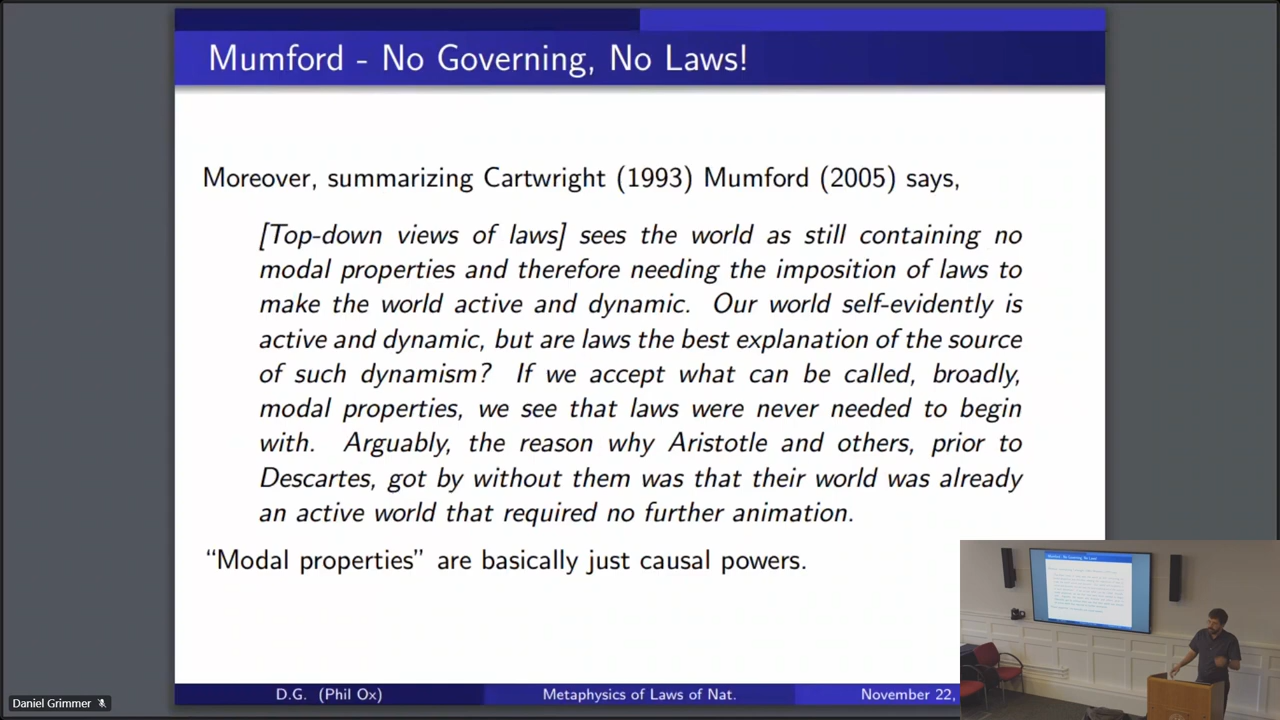 Mumford - No Governing, No Laws!
Moreover, summarizing Cartwright (1993) Mumford (2005) says,
[Top-down views of laws] sees the world as still containing no
modal properties and therefore needing the imposition of laws to
make the world active and dynamic. Our world self-evidently is
active and dynamic, but are laws the best explanation of the source
of such dynamism? If we accept what can be called, broadly,
modal properties, we see that laws were never needed to begin
with. Arguably, the reason why Aristotle and others, prior to
Descartes, got by without them was that their world was already
an active world that required no further animation.
“Modal properties” are basically just causal powers.
D.G. (Phil Ox) Metaphysics of Laws of Nat. November 22,
Daniel Grimmer
Mumford - No Governing, No Laws!